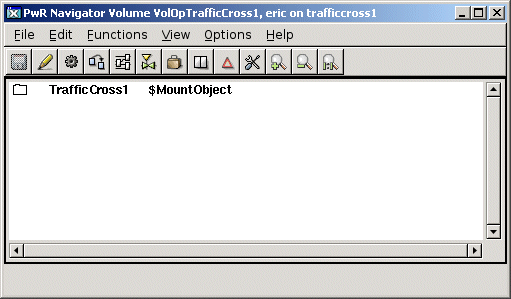 PwR Navigator Volume VolOpTrafficCross1, eric on trafficcross1
File Edit Functions View Options Help
TrafficCross1 $MountObject